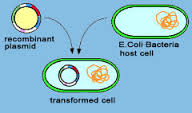 recombinant
plasmid
E.Coli Bacteria
host cell
transformed cell